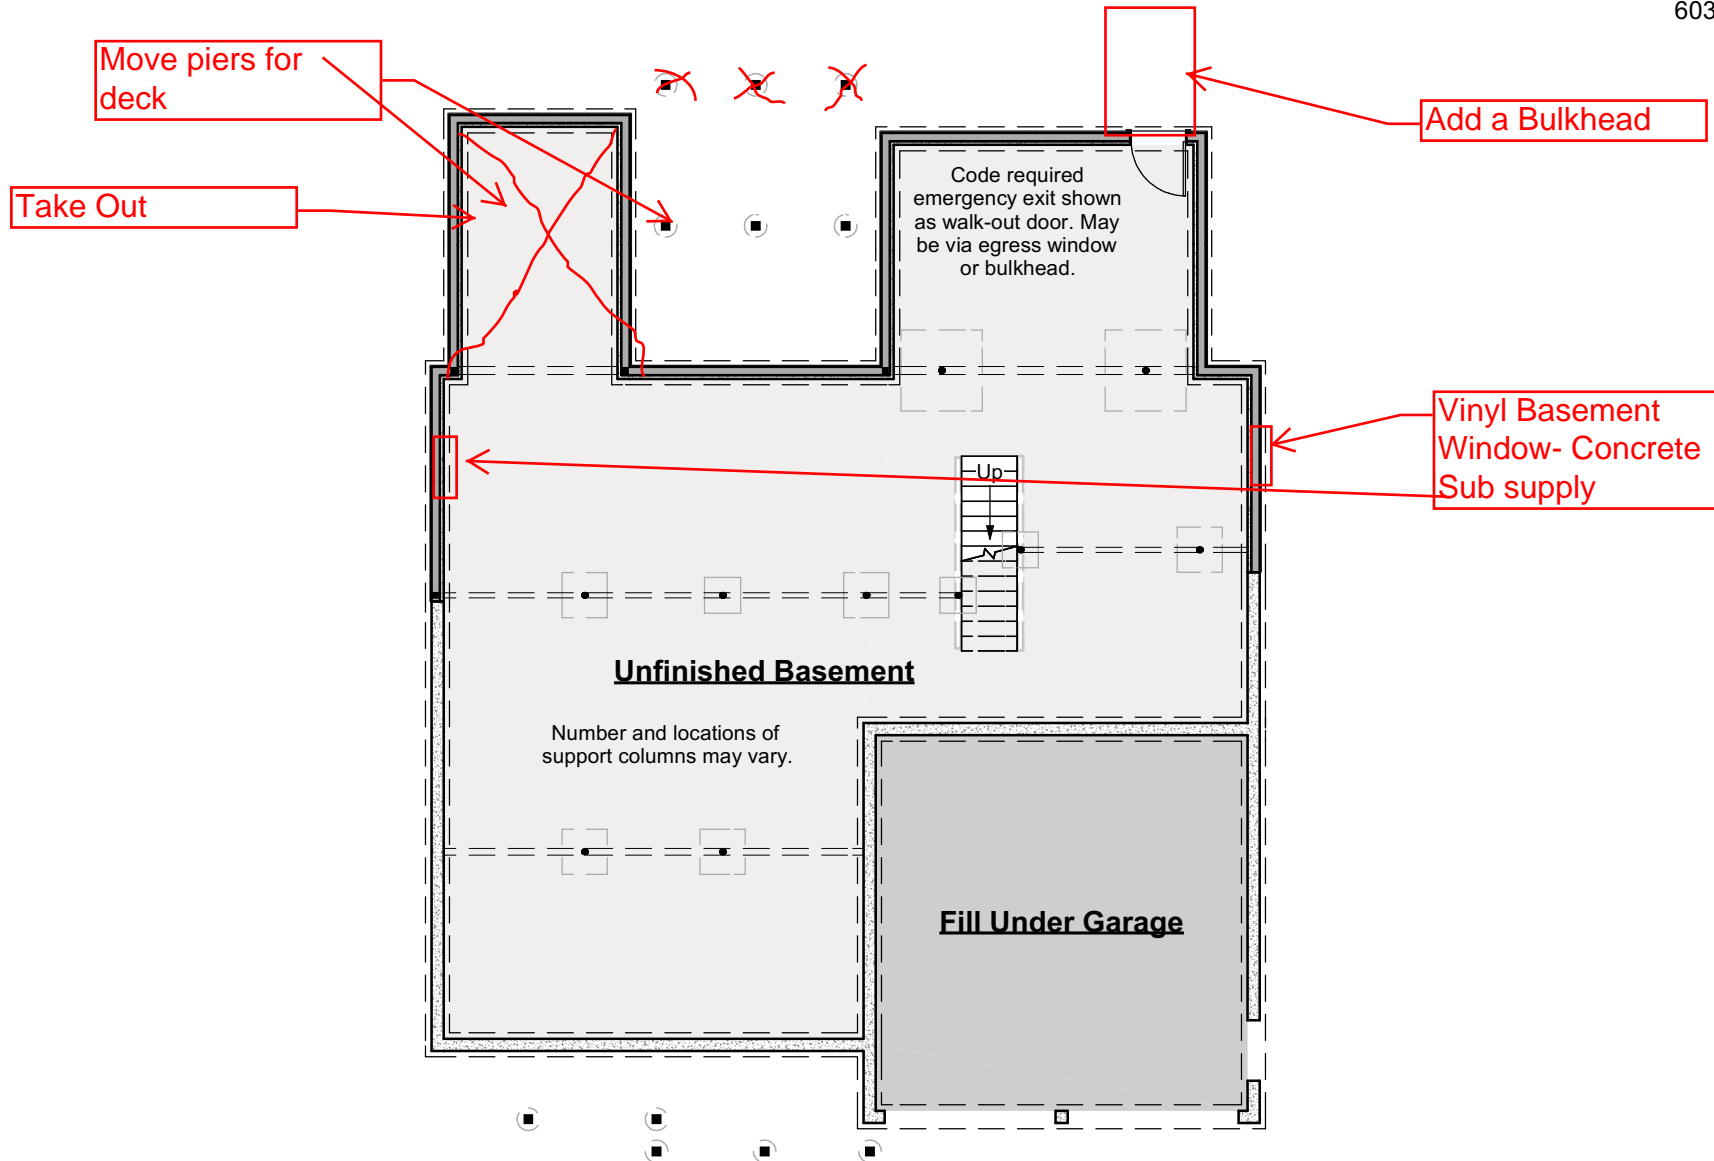 603
Move piers for
deck
Add a Bulkhead
Take Out
Code required
emergency exit shown
as walk-out door. May
be via egress window
or bulkhead.
Vinyl Basement
Window- Concrete
Sub supply
Up
Unfinished Basement
Number and locations of
support columns may vary.
Fill Under Garage